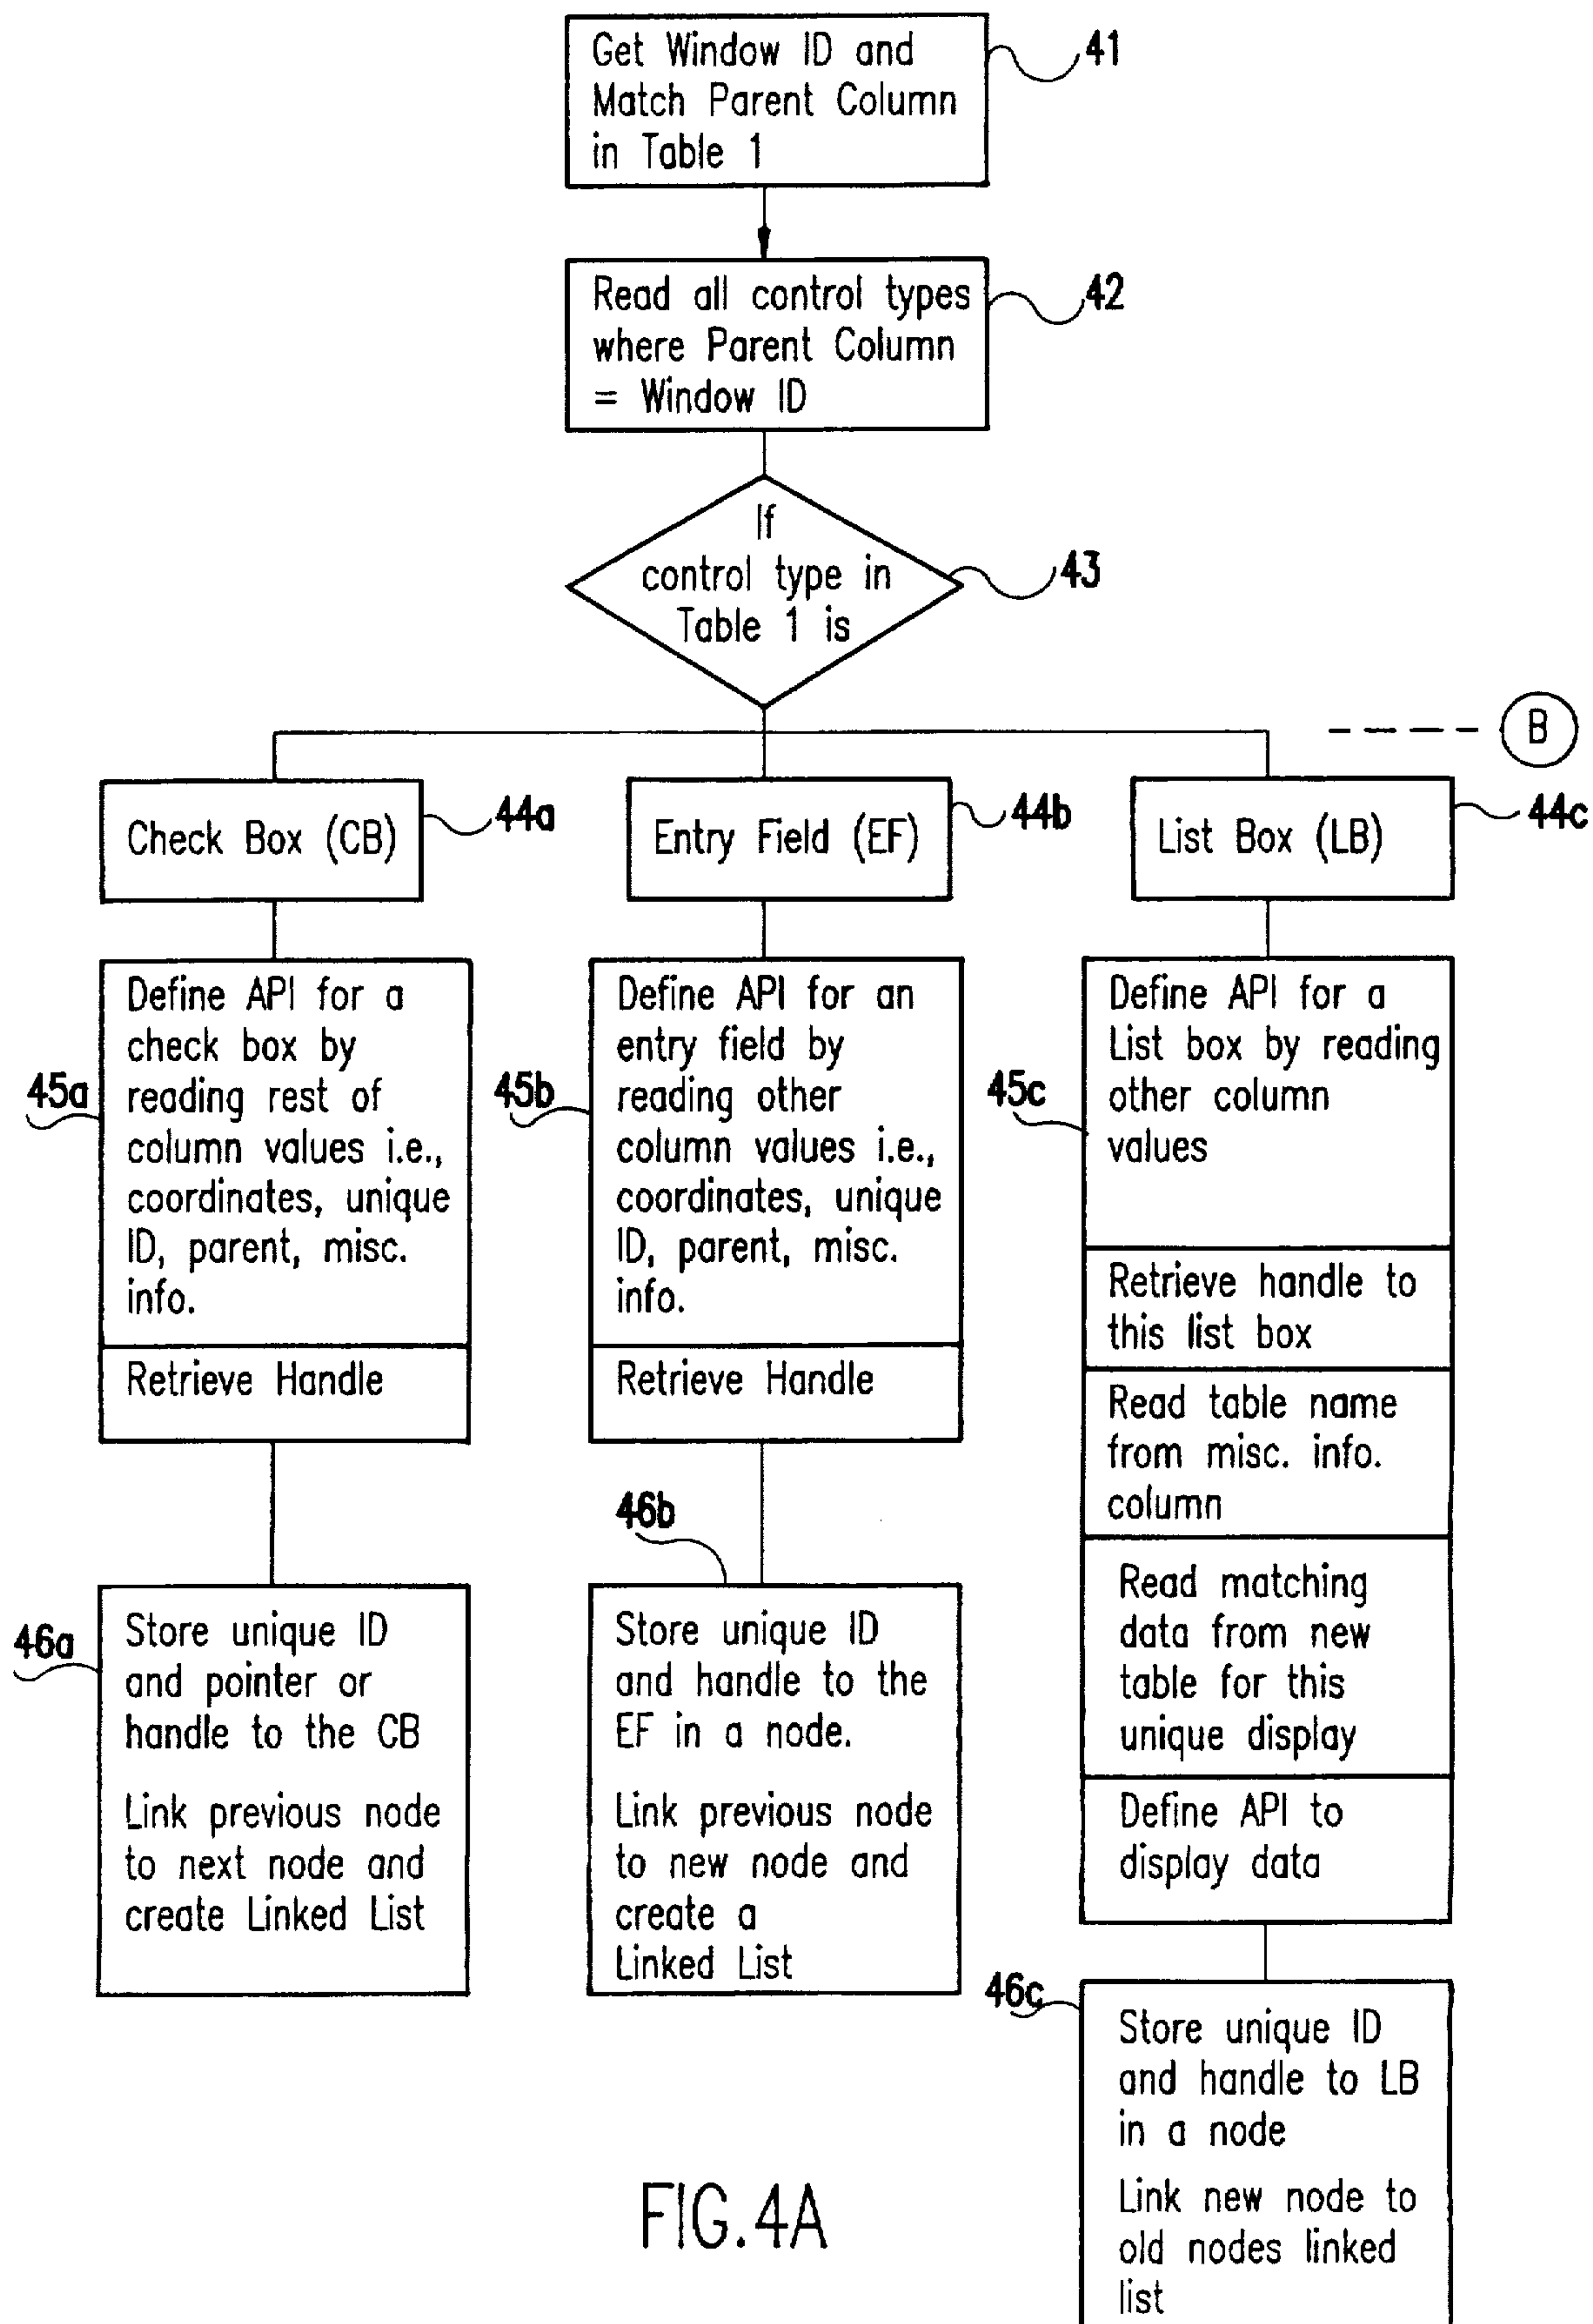 Get Window ID and
Match Parent Column
in Table 1
41
Read all control types
where Parent Column
= Window ID
42
If
control type in
Table 1 is
43
B
Check Box (CB)
44a
Entry Field (EF)
44b
List Box (LB)
44c
45a
Define API for a
check box by
reading rest of
column values i.e.,
coordinates, unique
ID, parent, misc.
info.
Retrieve Handle
45b
Define API for an
entry field by
reading other
column values i.e.,
coordinates, unique
ID, parent, misc.
info.
Retrieve Handle
45c
Define API for a
List box by reading
other column
values
Retrieve handle to
this list box
Read table name
from misc. info.
column
Read matching
data from new
table for this
unique display
Define API to
display data
46a
Store unique ID
and pointer or
handle to the CB
Link previous node
to next node and
create Linked List
46b
Store unique ID
and handle to the
EF in a node.
Link previous node
to new node and
create a
Linked List
46c
Store unique ID
and handle to LB
in a node
Link new node to
old nodes linked
list
FIG.4A